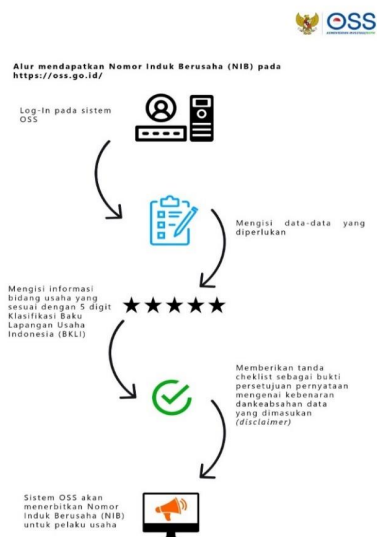 OSS
Alur mendapatkan Nomor Induk Berusaha (NIB) pada
https://oss.go.id/
Log-In pada sistem
OSS
Mengisi data-data yang
diperlukan
Mengisi informasi
bidang usaha yang
sesuai dengan 5 digit
Klasifikasi Baku
Lapangan Usaha
Indonesia (BKLI)
Memberikan tanda
cheklist sebagai bukti
persetujuan pernyataan
mengenai kebenaran
dankeabsahan data
yang dimasukan
(disclaimer)
Sistem OSS akan
menerbitkan Nomor
Induk Berusaha (NIB)
untuk pelaku usaha